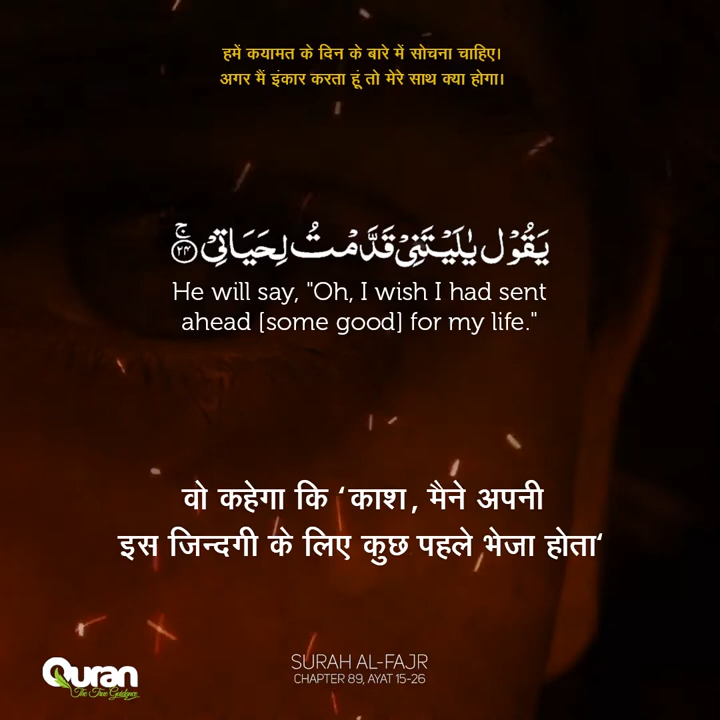 हमें कयामत के दिन के बारे में सोचना चाहिए।
अगर मैं इंकार करता हूं तो मेरे साथ क्या होगा।
يَقُوۡلُ يٰلَيۡتَنِىۡ قَدَّمۡتُ لِحَيَاتِىۡ ۚ‏ ﴿۲۴﴾
He will say, "Oh, I wish I had sent
ahead [some good] for my life."
वो कहेगा कि ‘काश, मैने अपनी
इस जिन्दगी के लिए कुछ पहले भेजा होता‘
Quran
The True Guidance
SURAH AL-FAJR
CHAPTER 89, AYAT 15-26